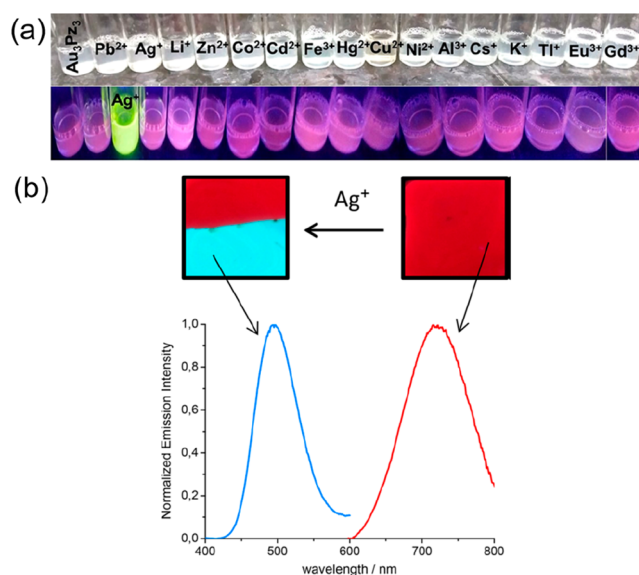 (a)
Au₃Pz₃ Pb²⁺ Ag⁺ Li⁺ Zn²⁺ Co²⁺ Cd²⁺ Fe³⁺ Hg²⁺ Cu²⁺ Ni²⁺ Al³⁺ Cs⁺ K⁺ Tl⁺ Eu³⁺ Gd³⁺
Ag⁺
(b)
Ag⁺
1,0
0,8
0,6
0,4
0,2
0,0
Normalized Emission Intensity
400 500 600 700 800
wavelength / nm